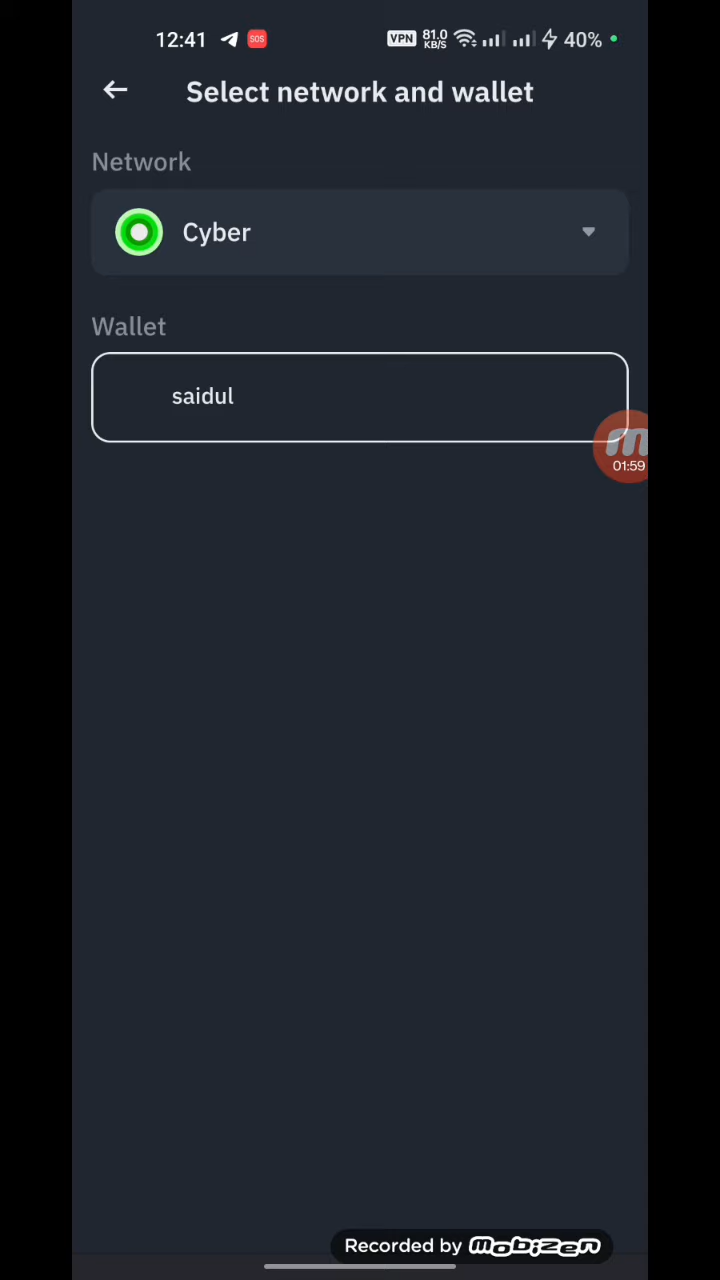 12:41 SOS VPN 81.0 KB/S 40%
Select network and wallet
Network
Cyber
Wallet
saidul
m
01:59
Recorded by mobizen